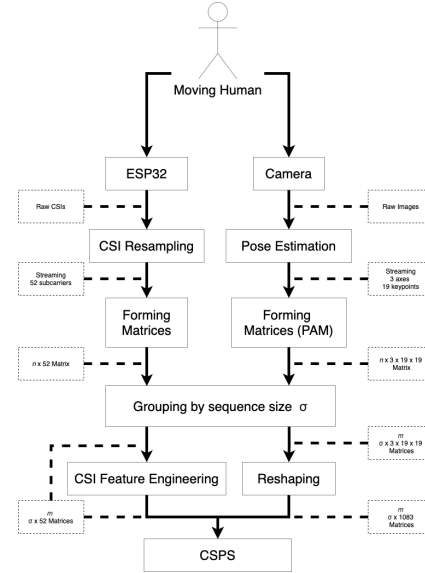 Moving Human
ESP32
Camera
Raw CSIs
Raw Images
CSI Resampling
Pose Estimation
Streaming
52 subcarriers
Streaming
3 axes
19 keypoints
Forming
Matrices
Forming
Matrices (PAM)
n x 52 Matrix
n x 3 x 19 x 19
Matrix
Grouping by sequence size σ
m
σ x 3 x 19 x 19
Matrices
CSI Feature Engineering
Reshaping
m
σ x 52 Matrices
m
σ x 1083
Matrices
CSPS